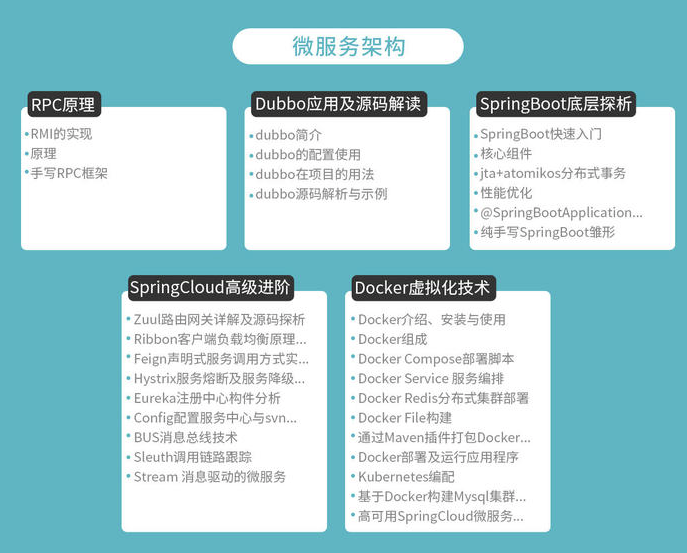 微服务架构
RPC原理
RMI的实现
原理
手写RPC框架
Dubbo应用及源码解读
dubbo简介
dubbo的配置使用
dubbo在项目的用法
dubbo源码解析与示例
SpringBoot底层探析
SpringBoot快速入门
核心组件
jta+atomikos分布式事务
性能优化
@SpringBootApplication...
纯手写SpringBoot雏形
SpringCloud高级进阶
Zuul路由网关详解及源码探析
Ribbon客户端负载均衡原理...
Feign声明式服务调用方式实...
Hystrix服务熔断及服务降级...
Eureka注册中心构件分析
Config配置服务中心与svn...
BUS消息总线技术
Sleuth调用链路跟踪
Stream 消息驱动的微服务
Docker虚拟化技术
Docker介绍、安装与使用
Docker组成
Docker Compose部署脚本
Docker Service 服务编排
Docker Redis分布式集群部署
Docker File构建
通过Maven插件打包Docker...
Docker部署及运行应用程序
Kubernetes编配
基于Docker构建Mysql集群...
高可用SpringCloud微服务...